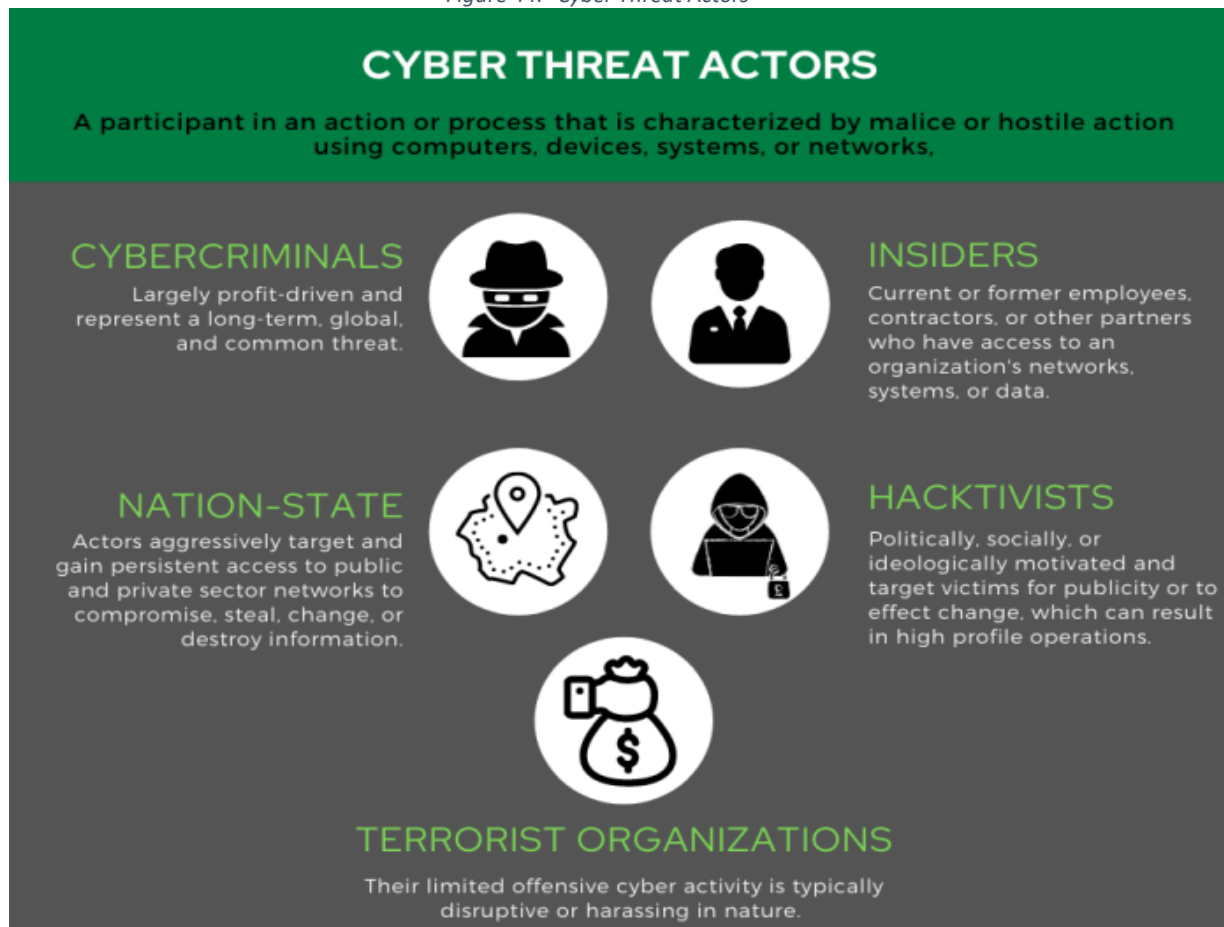 Cyber Threat Actors
CYBER THREAT ACTORS
A participant in an action or process that is characterized by malice or hostile action
using computers, devices, systems, or networks,
CYBERCRIMINALS
Largely profit-driven and
represent a long-term, global,
and common threat.
INSIDERS
Current or former employees,
contractors, or other partners
who have access to an
organization's networks,
systems, or data.
NATION-STATE
Actors aggressively target and
gain persistent access to public
and private sector networks to
compromise, steal, change, or
destroy information.
HACKTIVISTS
Politically, socially, or
ideologically motivated and
target victims for publicity or to
effect change, which can result
in high profile operations.
$
TERRORIST ORGANIZATIONS
Their limited offensive cyber activity is typically
disruptive or harassing in nature.